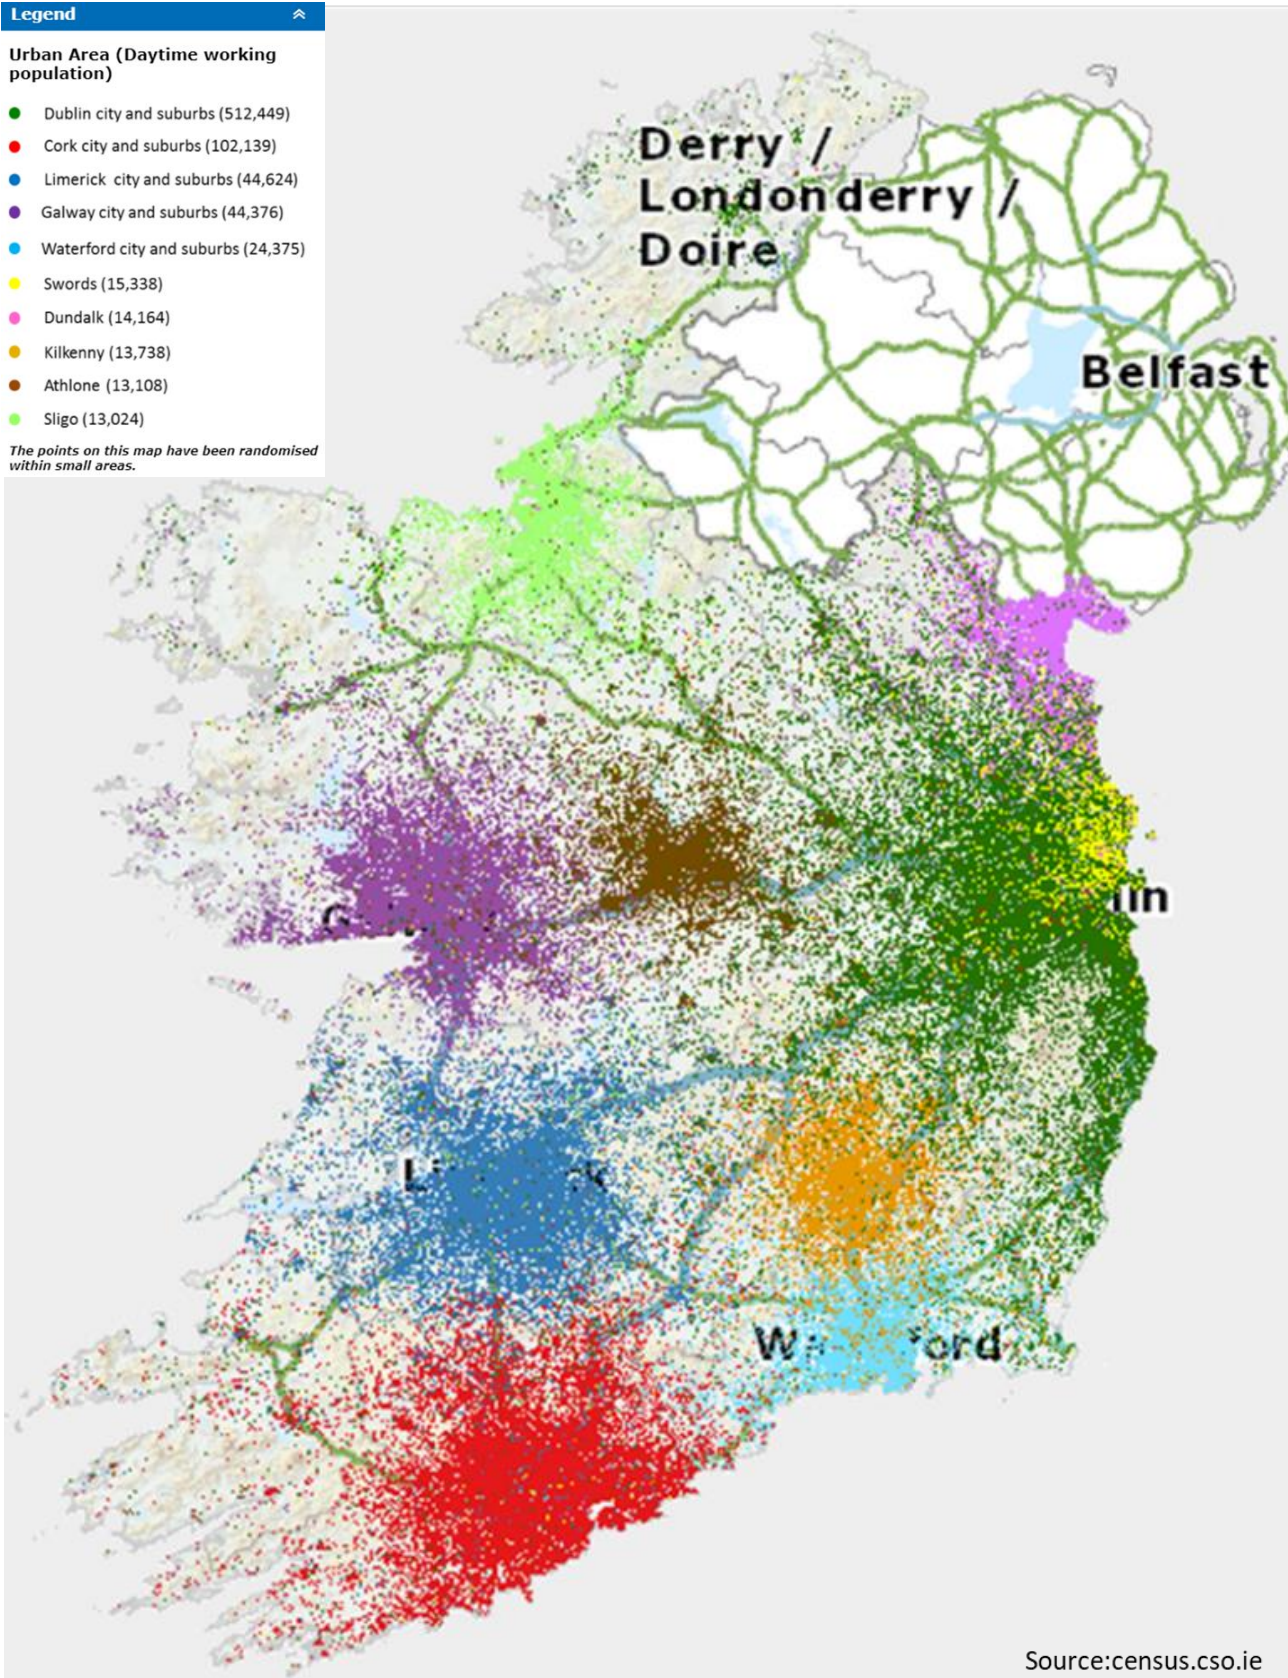 Legend
Urban Area (Daytime working
population)
Dublin city and suburbs (512,449)
Cork city and suburbs (102,139)
Limerick city and suburbs (44,624)
Galway city and suburbs (44,376)
Waterford city and suburbs (24,375)
Swords (15,338)
Dundalk (14,164)
Kilkenny (13,738)
Athlone (13,108)
Sligo (13,024)
The points on this map have been randomised
within small areas.
Derry /
Londonderry /
Doire
Belfast
Source:census.cso.ie